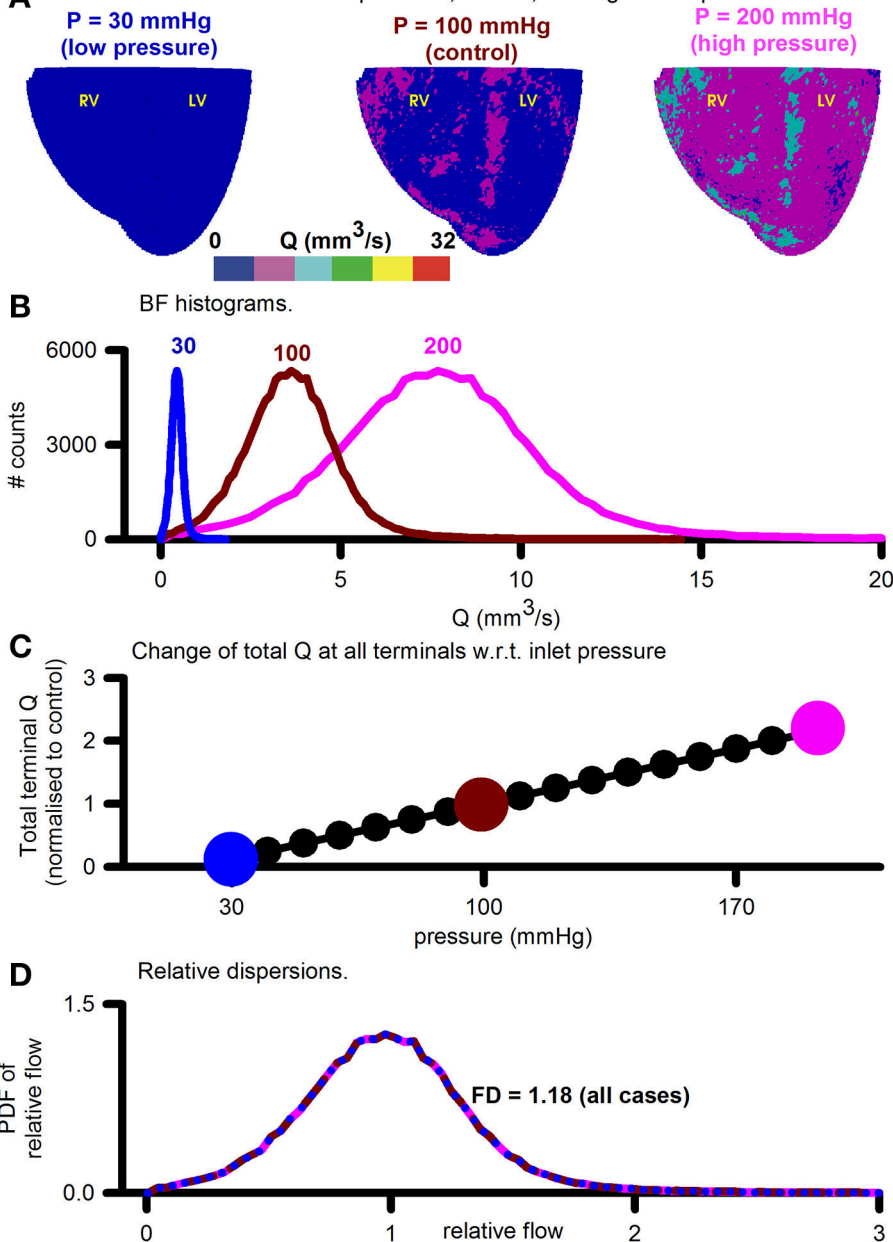 P = 30 mmHg
(low pressure)
P = 100 mmHg
(control)
P = 200 mmHg
(high pressure)
RV LV
RV LV
RV LV
0 Q (mm3/s) 32
B BF histograms.
# counts
6000
3000
0
30
100
200
0 5 10 15 20
Q (mm3/s)
C Change of total Q at all terminals w.r.t. inlet pressure
Total terminal Q
(normalised to control)
3
2
1
0
30 100 170
pressure (mmHg)
D Relative dispersions.
PDF of
relative flow
1.5
0.0
FD = 1.18 (all cases)
0 1 2 3
relative flow